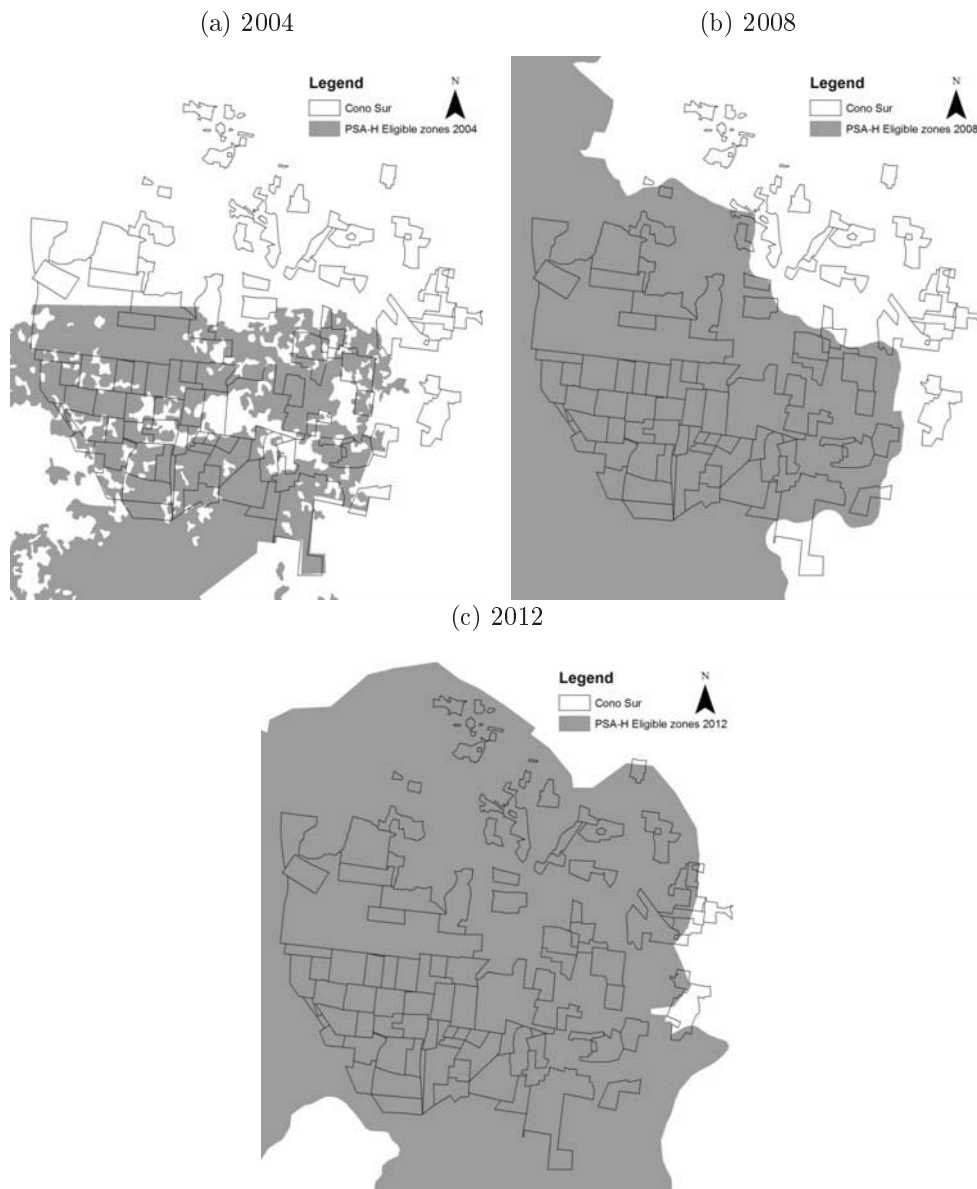 (a) 2004
Legend
N
Cono Sur
PSA-H Eligible zones 2004
(b) 2008
Legend
N
Cono Sur
PSA-H Eligible zones 2008
(c) 2012
Legend
N
Cono Sur
PSA-H Eligible zones 2012